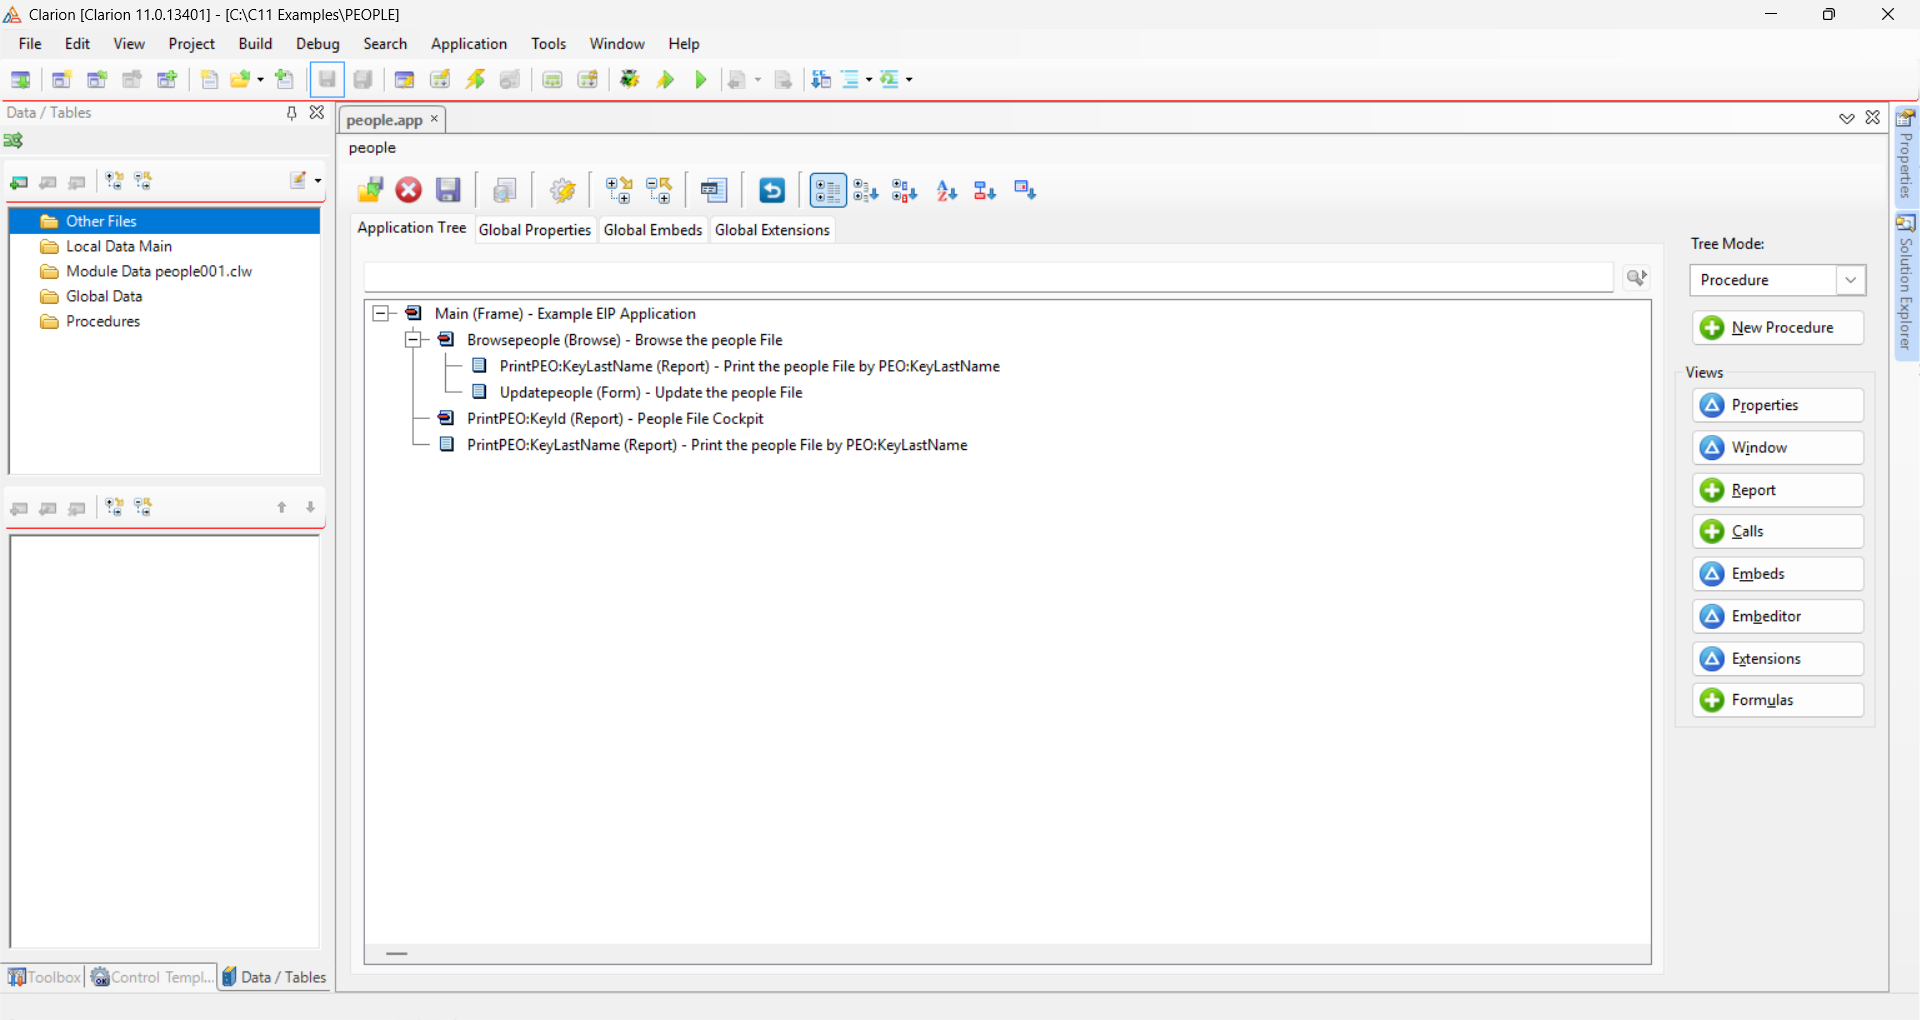 Clarion [Clarion 11.0.13401] - [C:\C11 Examples\PEOPLE]
File Edit View Project Build Debug Search Application Tools Window Help
Data / Tables
Other Files
Local Data Main
Module Data people001.clw
Global Data
Procedures
Toolbox Control Templ... Data / Tables
people.app
people
Application Tree Global Properties Global Embeds Global Extensions
Main (Frame) - Example EIP Application
Browsepeople (Browse) - Browse the people File
PrintPEO:KeyLastName (Report) - Print the people File by PEO:KeyLastName
Updatepeople (Form) - Update the people File
PrintPEO:KeyId (Report) - People File Cockpit
PrintPEO:KeyLastName (Report) - Print the people File by PEO:KeyLastName
Tree Mode:
Procedure
New Procedure
Views
Properties
Window
Report
Calls
Embeds
Embeditor
Extensions
Formulas
Properties
Solution Explorer